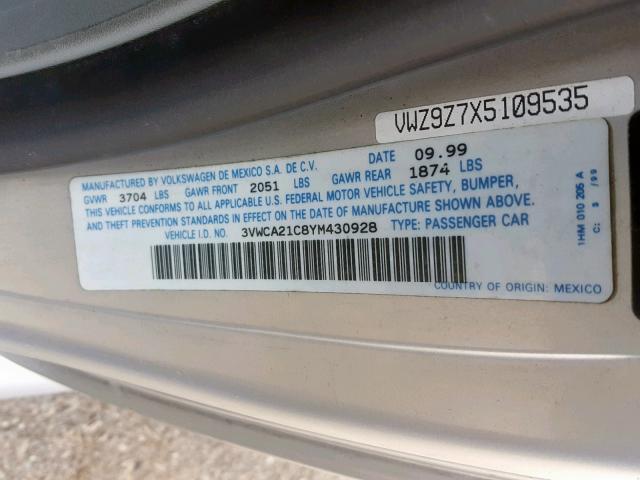 VWZ9Z7X5109535
MANUFACTURED BY VOLKSWAGEN DE MEXICO S.A. DE C.V. DATE 09.99
GVWR 3704 LBS GAWR FRONT 2051 LBS GAWR REAR 1874 LBS
THIS VEHICLE CONFORMS TO ALL APPLICABLE U.S. FEDERAL MOTOR VEHICLE SAFETY, BUMPER,
AND THEFT PREVENTION STANDARDS IN EFFECT ON THE DATE OF MANUFACTURE SHOWN ABOVE.
VEHICLE I.D. NO. 3VWCA21C8YM430928 TYPE: PASSENGER CAR
COUNTRY OF ORIGIN: MEXICO
1HM 010 205 A
C: 3 /99